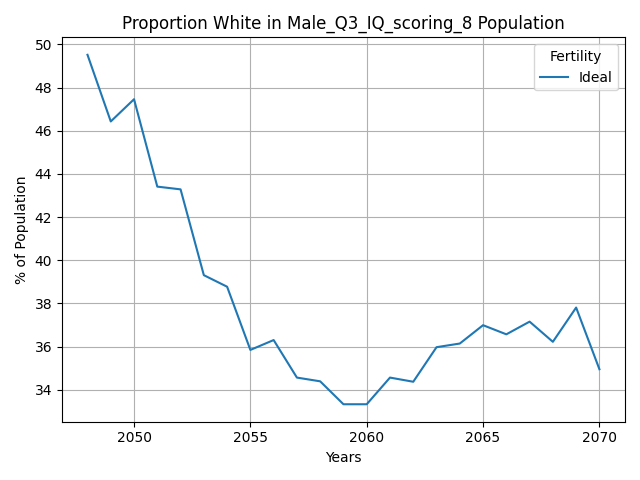 Proportion White in Male_Q3_IQ_scoring_8 Population
50
48
46
44
42
40
38
36
34
% of Population
Fertility
Ideal
2050 2055 2060 2065 2070
Years